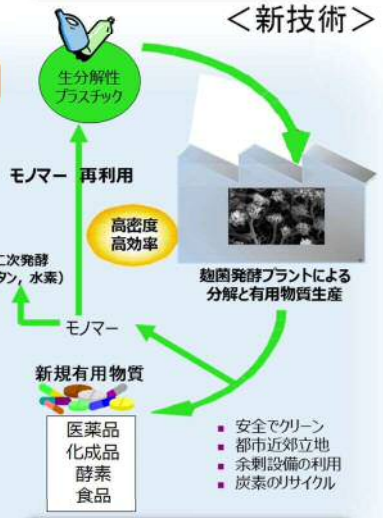 ＜新技術＞
生分解性
プラスチック
モノマー 再利用
高密度
高効率
麹菌発酵プラントによる
分解と有用物質生産
二次発酵
タン, 水素）
モノマー
新規有用物質
医薬品
化成品
酵素
食品
▪ 安全でクリーン
▪ 都市近郊立地
▪ 余剰設備の利用
▪ 炭素のリサイクル